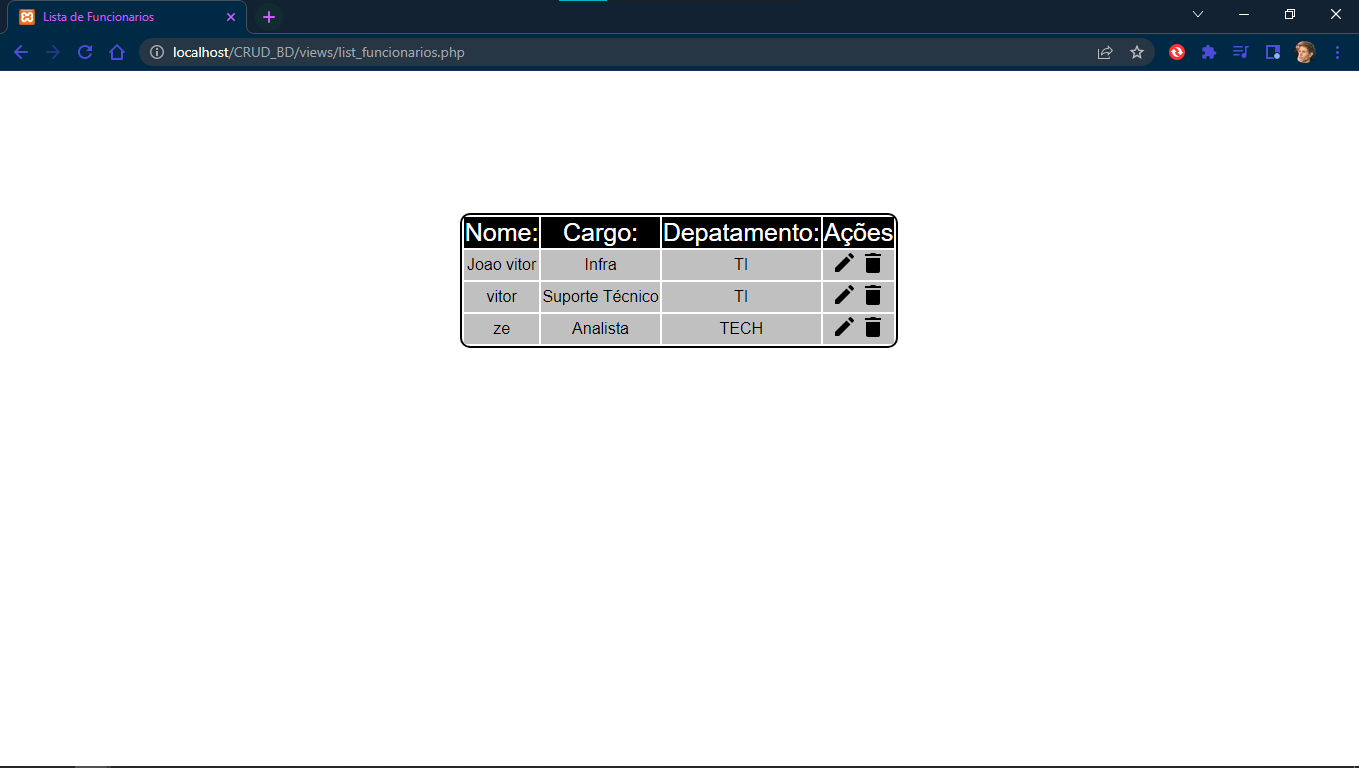 Lista de Funcionarios
localhost/CRUD_BD/views/list_funcionarios.php
Nome: Cargo: Depatamento: Ações
Joao vitor Infra TI
vitor Suporte Técnico TI
ze Analista TECH